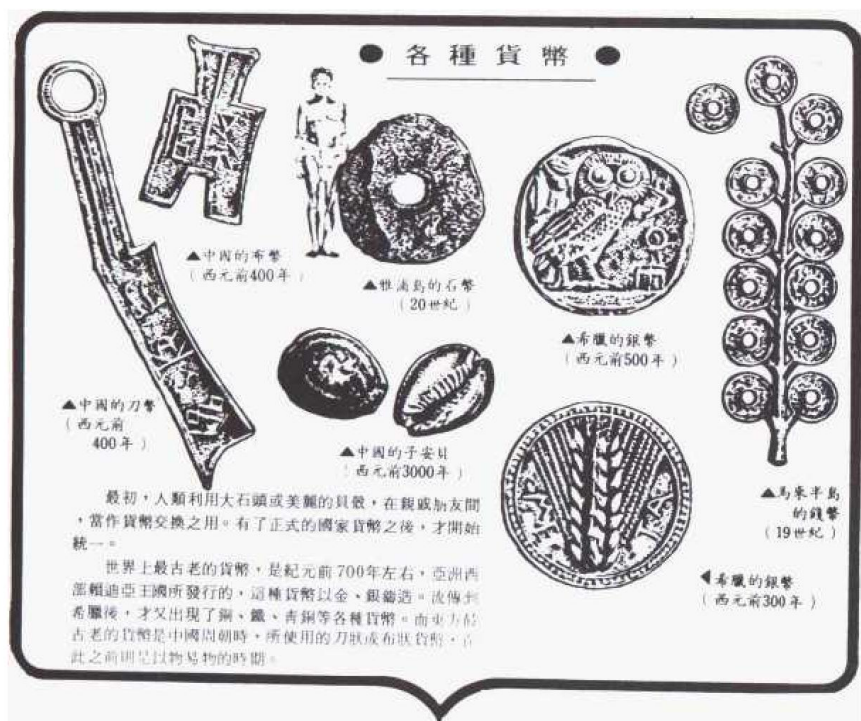 各種貨幣
▲中國的布幣
(西元前400年)
▲雅浦島的石幣
(20世紀)
▲希臘的銀幣
(西元前500年)
▲中國的刀幣
(西元前
400年)
▲中國的子安貝
(西元前3000年)
▲馬來半島
的錢幣
(19世紀)
◀希臘的銀幣
(西元前300年)
最初,人類利用大石頭或美麗的貝殼,在親戚朋友間
,當作貨幣交換之用。有了正式的國家貨幣之後,才開始
統一。
世界上最古老的貨幣,是紀元前700年左右,亞洲西
部賴迪亞王國所發行的,這種貨幣以金、銀鑄造。流傳到
希臘後,才又出現了銅、鐵、青銅等各種貨幣。而東方最
古老的貨幣是中國周朝時,所使用的刀狀或布狀貨幣,在
此之前則是以物易物的時期。